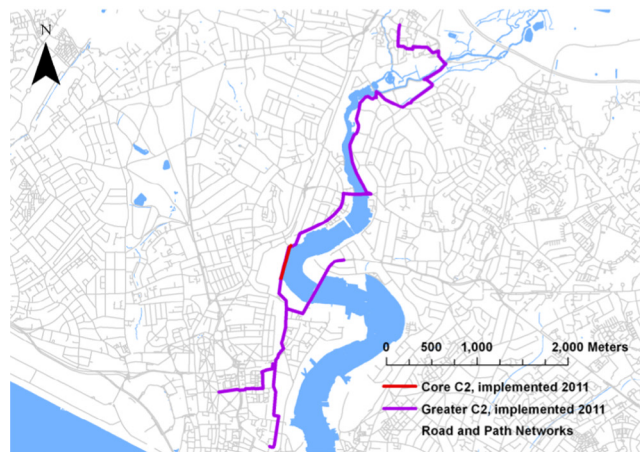 N
0 500 1,000 2,000 Meters
Core C2, implemented 2011
Greater C2, implemented 2011
Road and Path Networks